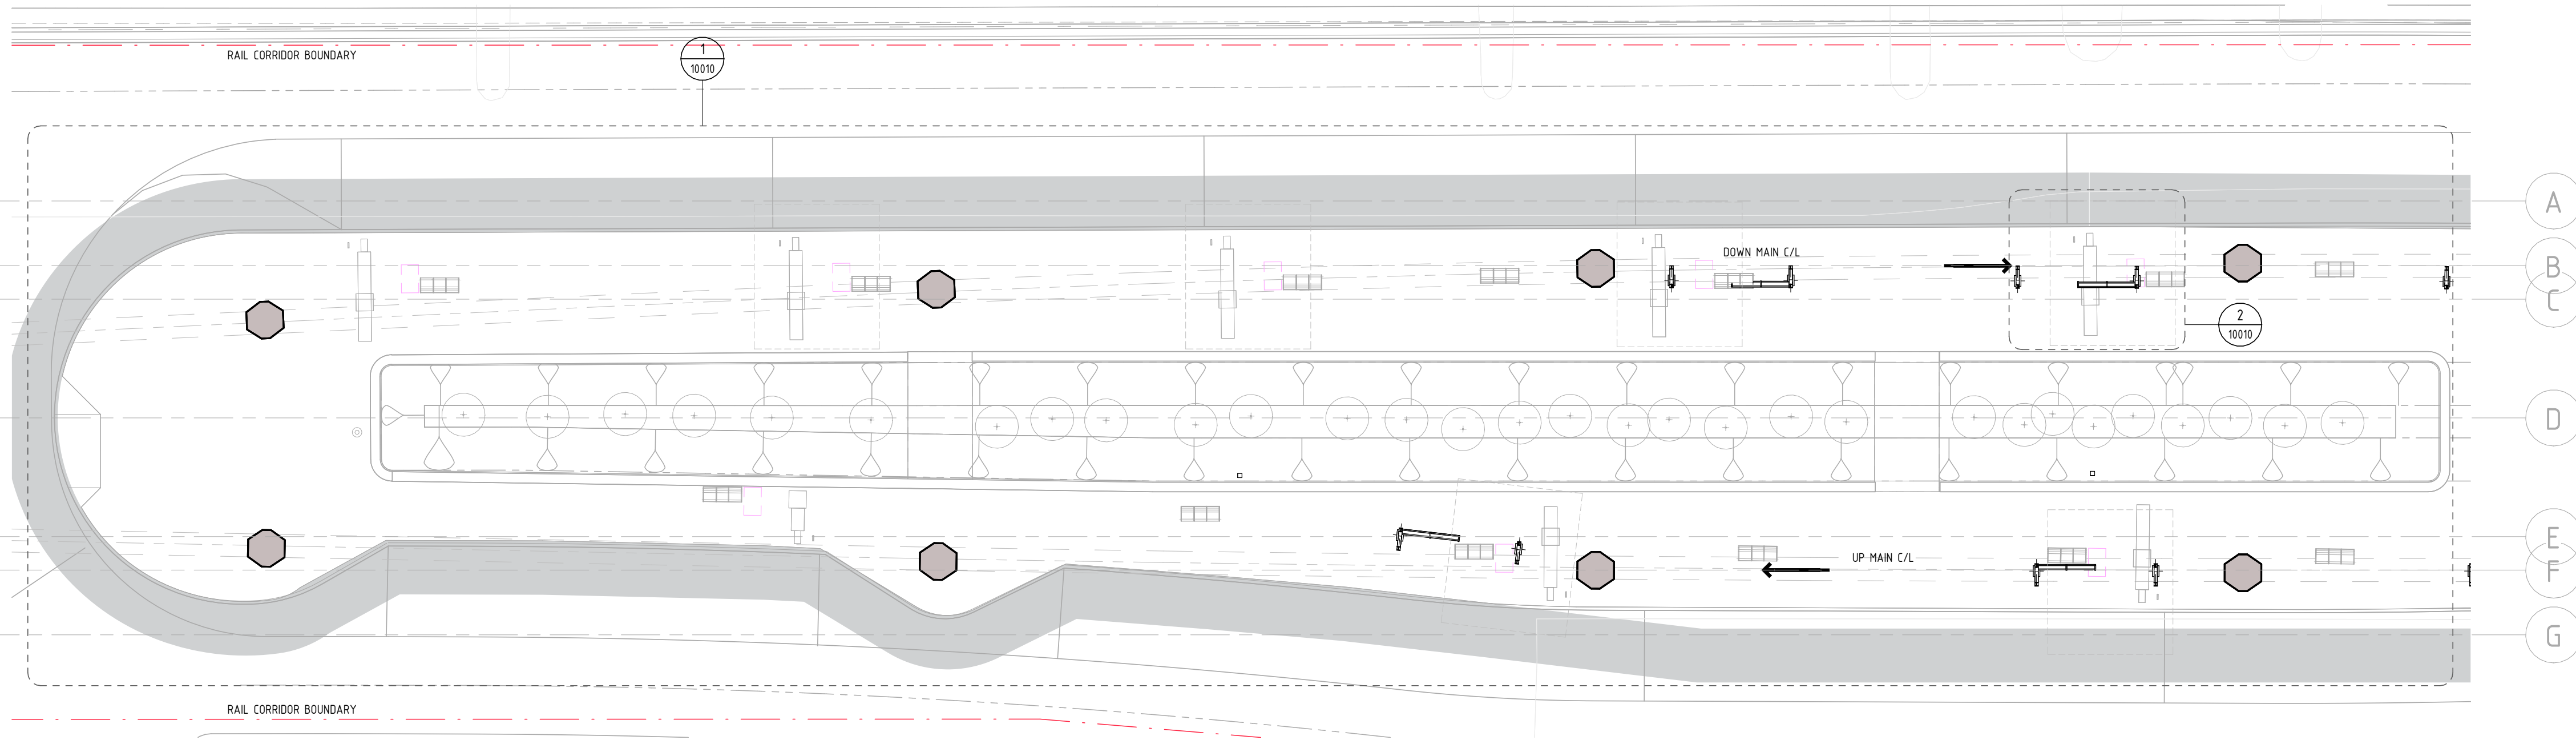 RAIL CORRIDOR BOUNDARY
1
10010
A
DOWN MAIN C/L
B
C
2
10010
D
E
UP MAIN C/L
F
G
RAIL CORRIDOR BOUNDARY